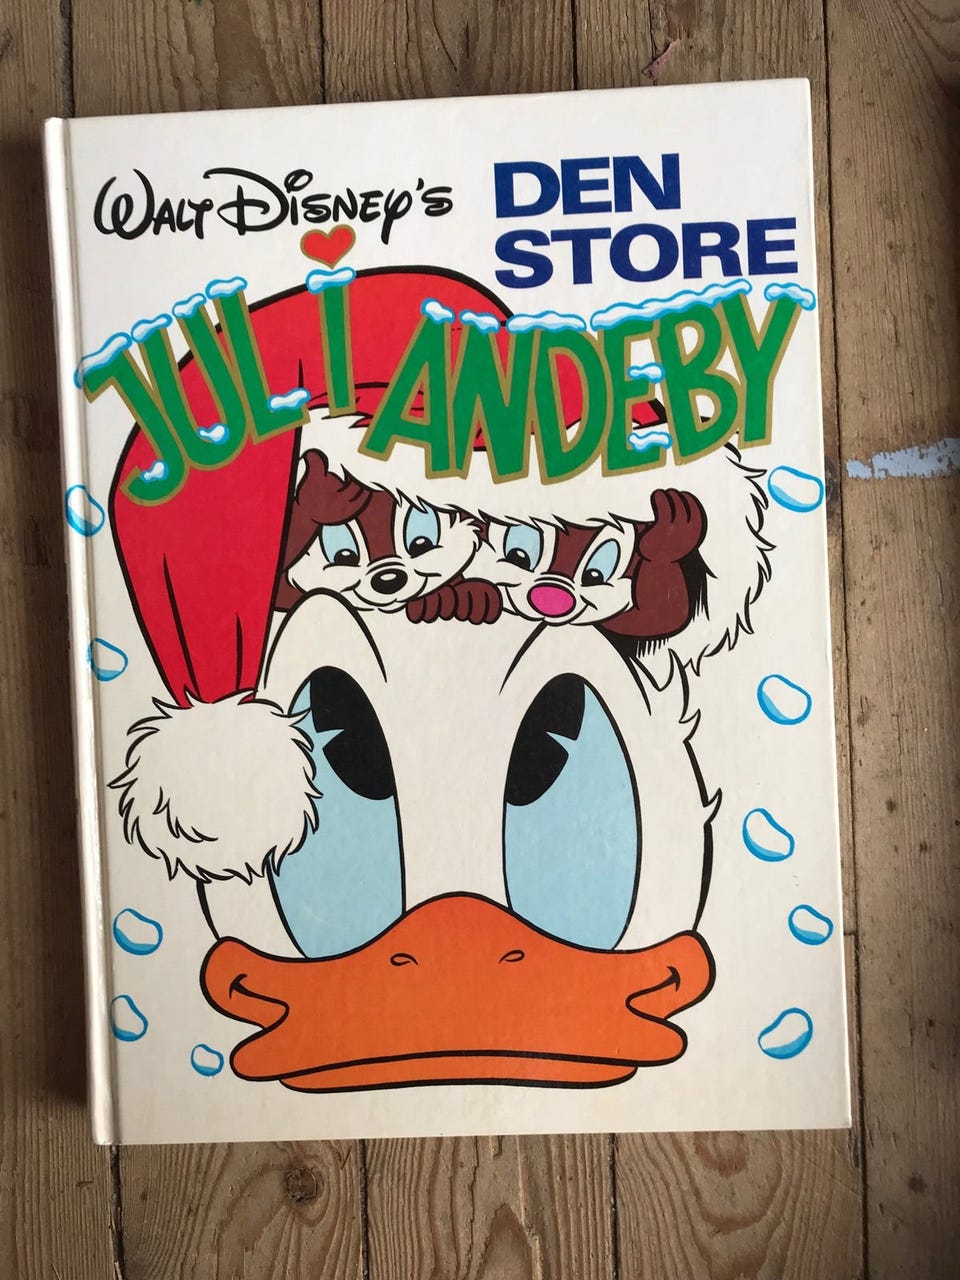 WALT DISNEY'S
DEN
STORE
JUL i ANDEBY